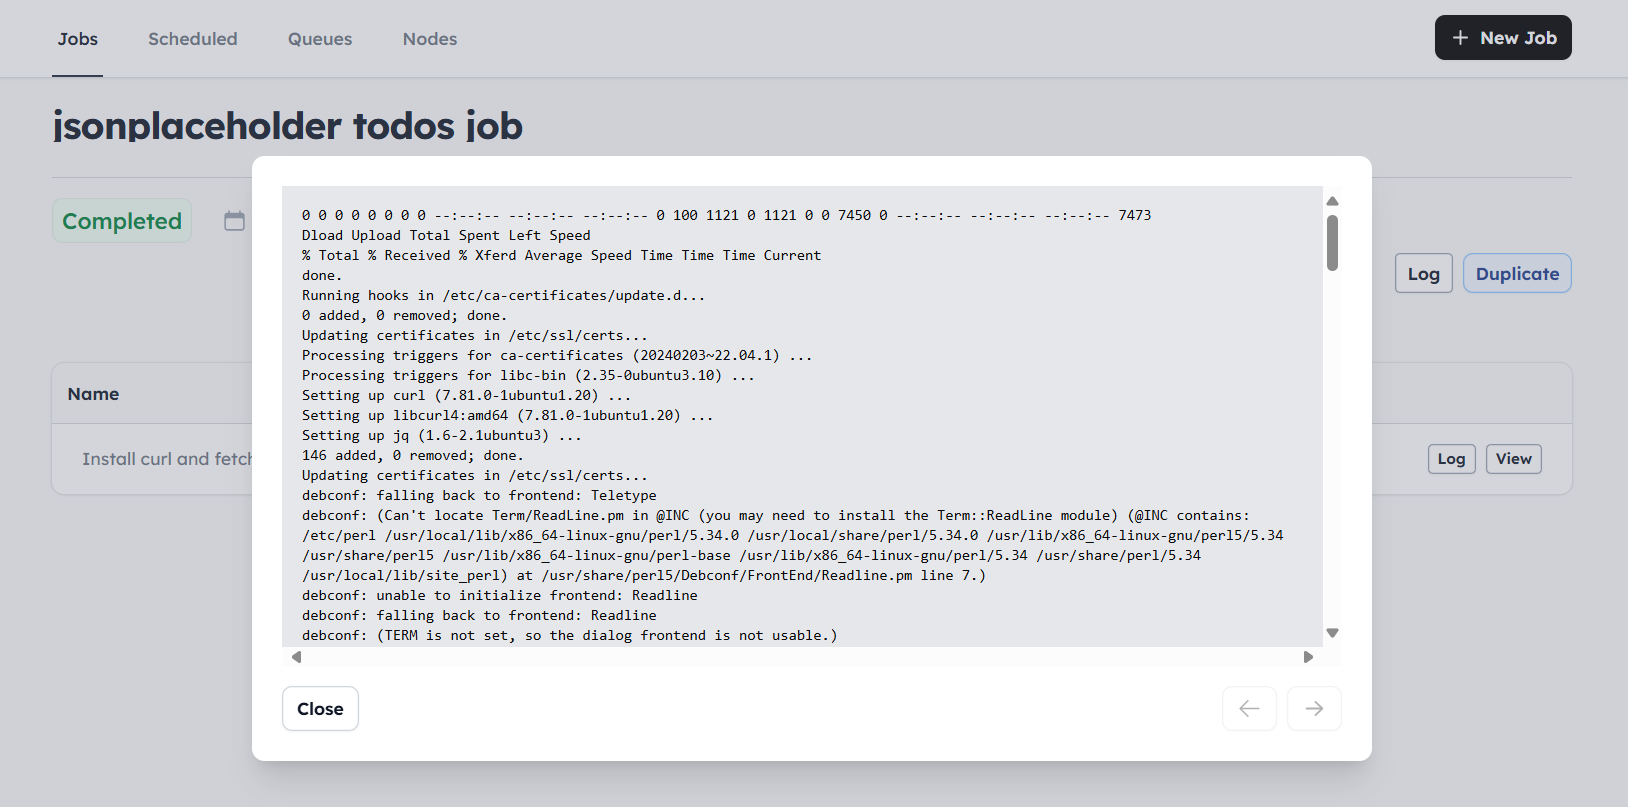 Jobs Scheduled Queues Nodes + New Job
jsonplaceholder todos job
Completed
Log Duplicate
Name
Install curl and fetch
Log View
0 0 0 0 0 0 0 0 --:--:-- --:--:-- --:--:-- 0 100 1121 0 1121 0 0 7450 0 --:--:-- --:--:-- --:--:-- 7473
Dload Upload Total Spent Left Speed
% Total % Received % Xferd Average Speed Time Time Time Current
done.
Running hooks in /etc/ca-certificates/update.d...
0 added, 0 removed; done.
Updating certificates in /etc/ssl/certs...
Processing triggers for ca-certificates (20240203~22.04.1) ...
Processing triggers for libc-bin (2.35-0ubuntu3.10) ...
Setting up curl (7.81.0-1ubuntu1.20) ...
Setting up libcurl4:amd64 (7.81.0-1ubuntu1.20) ...
Setting up jq (1.6-2.1ubuntu3) ...
146 added, 0 removed; done.
Updating certificates in /etc/ssl/certs...
debconf: falling back to frontend: Teletype
debconf: (Can't locate Term/ReadLine.pm in @INC (you may need to install the Term::ReadLine module) (@INC contains:
/etc/perl /usr/local/lib/x86_64-linux-gnu/perl/5.34.0 /usr/local/share/perl/5.34.0 /usr/lib/x86_64-linux-gnu/perl5/5.34
/usr/share/perl5 /usr/lib/x86_64-linux-gnu/perl-base /usr/lib/x86_64-linux-gnu/perl/5.34 /usr/share/perl/5.34
/usr/local/lib/site_perl) at /usr/share/perl5/Debconf/FrontEnd/Readline.pm line 7.)
debconf: unable to initialize frontend: Readline
debconf: falling back to frontend: Readline
debconf: (TERM is not set, so the dialog frontend is not usable.)
Close